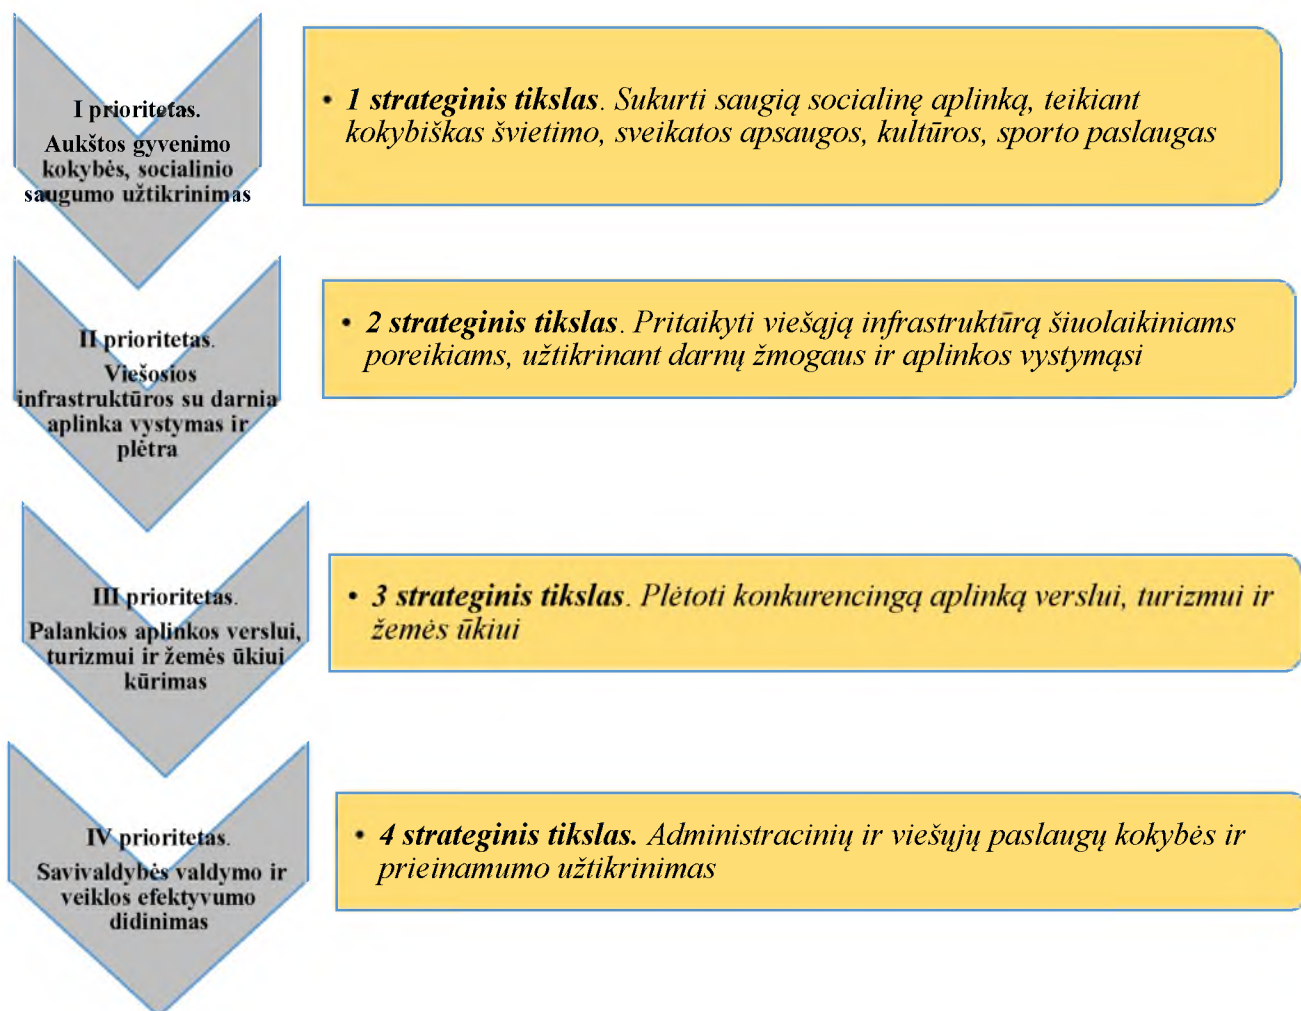 I prioritetas.
Aukštos gyvenimo
kokybės, socialinio
saugumo užtikrinimas
• 1 strateginis tikslas. Sukurti saugią socialinę aplinką, teikiant
kokybiškas švietimo, sveikatos apsaugos, kultūros, sporto paslaugas
II prioritetas.
Viešosios
infrastruktūros su darnia
aplinka vystymas ir
plėtra
• 2 strateginis tikslas. Pritaikyti viešąją infrastruktūrą šiuolaikiniams
poreikiams, užtikrinant darnų žmogaus ir aplinkos vystymąsi
III prioritetas.
Palankios aplinkos verslui,
turizmui ir žemės ūkiui
kūrimas
• 3 strateginis tikslas. Plėtoti konkurencingą aplinką verslui, turizmui ir
žemės ūkiui
IV prioritetas.
Savivaldybės valdymo ir
veiklos efektyvumo
didinimas
• 4 strateginis tikslas. Administracinių ir viešųjų paslaugų kokybės ir
prieinamumo užtikrinimas